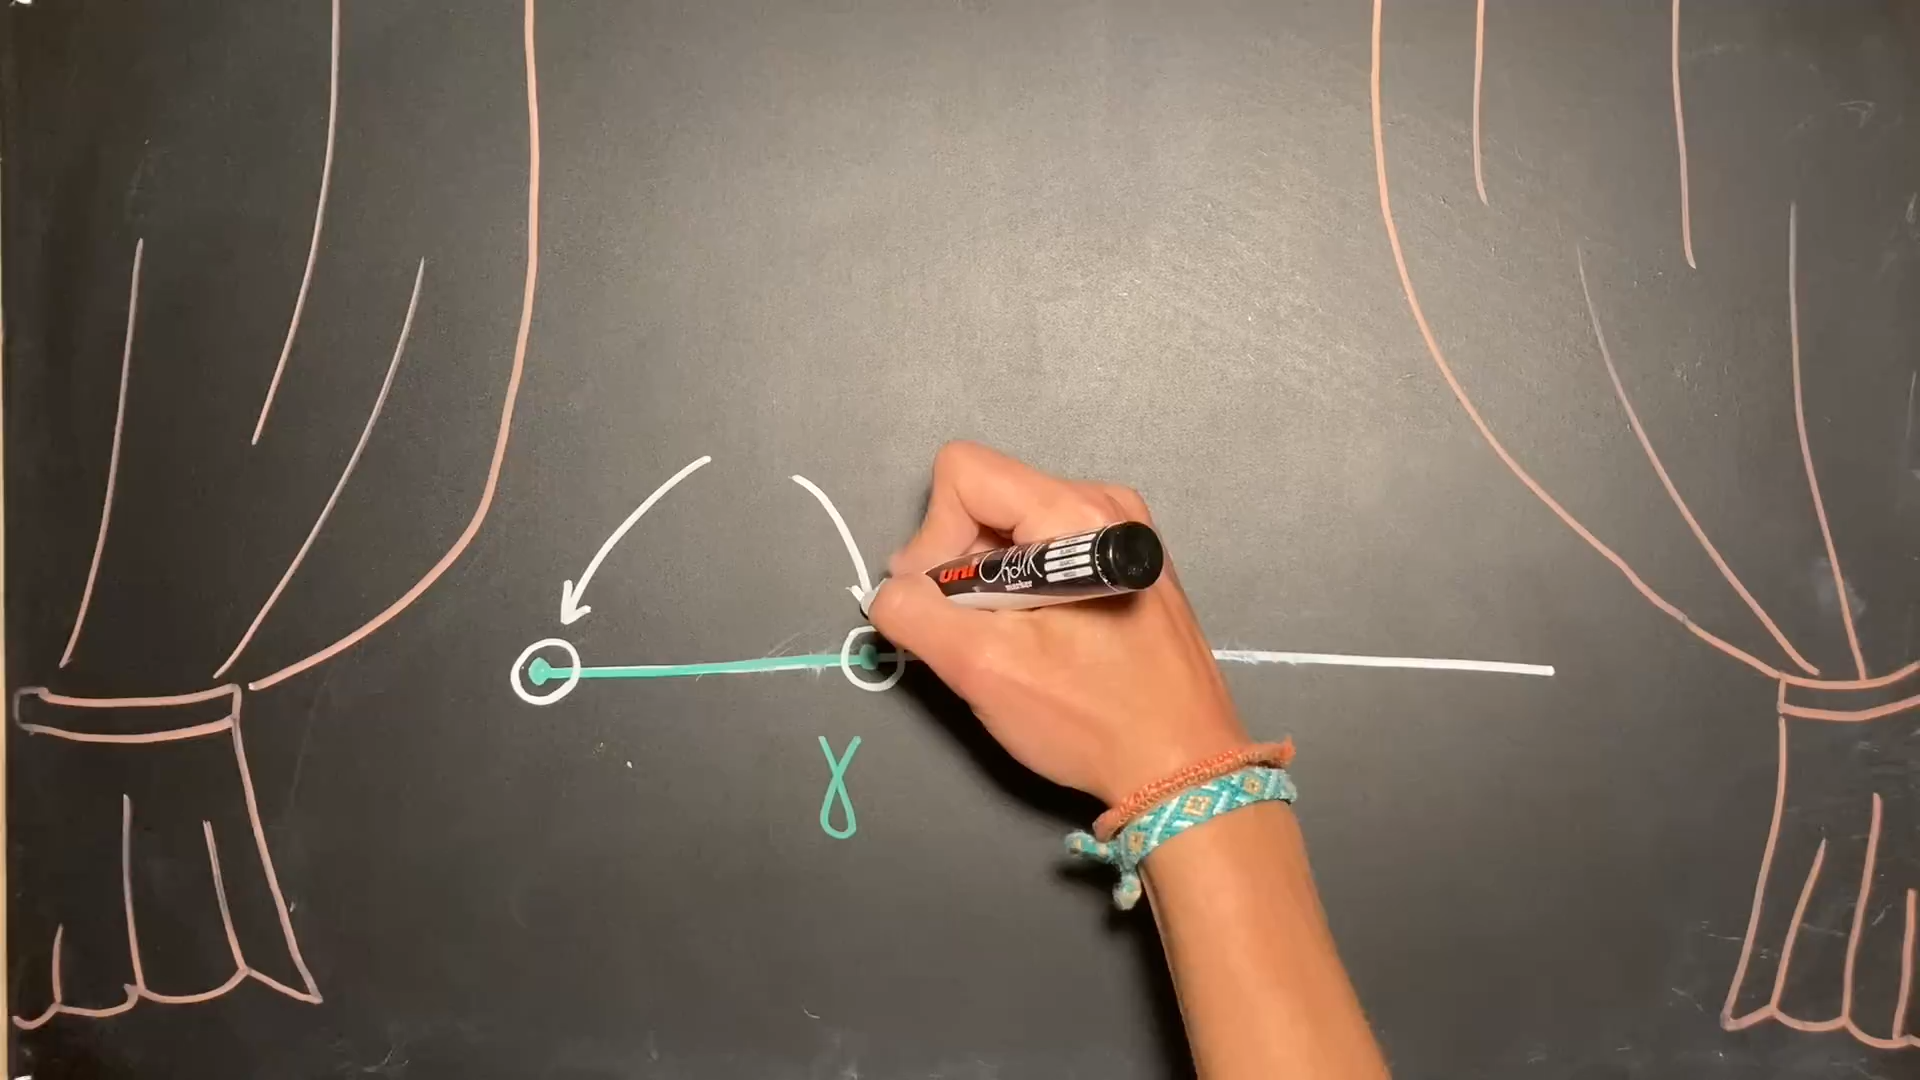 uni Chalk
marker
γ